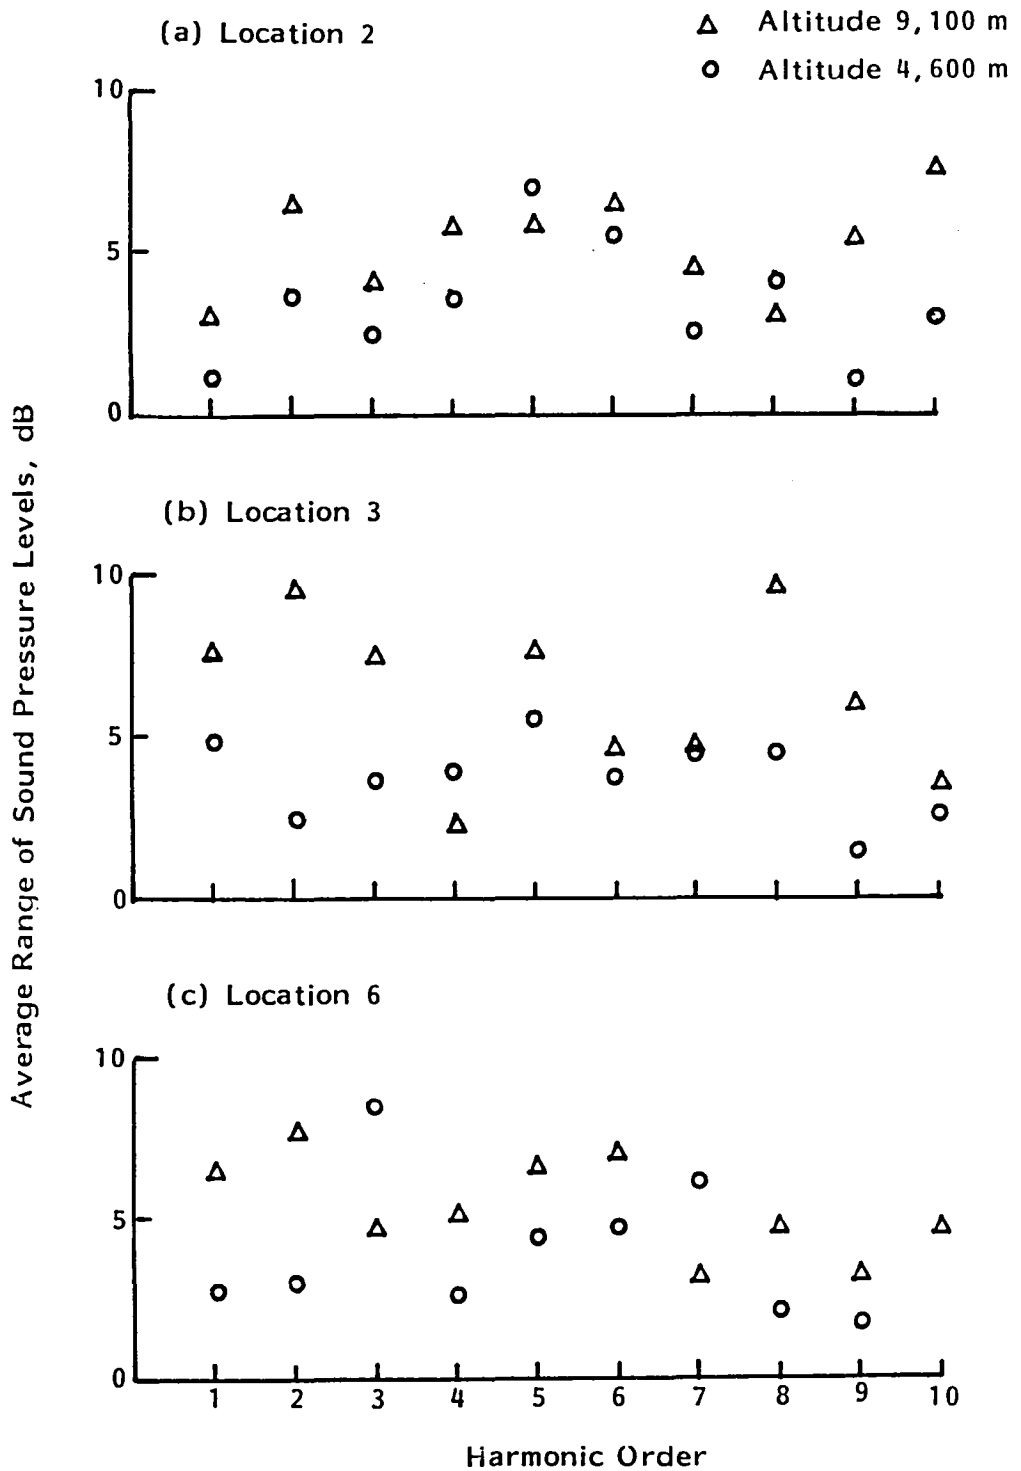 (a) Location 2
Altitude 9,100 m
Altitude 4,600 m
10
5
0
(b) Location 3
10
5
0
(c) Location 6
10
5
0
1 2 3 4 5 6 7 8 9 10
Harmonic Order
Average Range of Sound Pressure Levels, dB